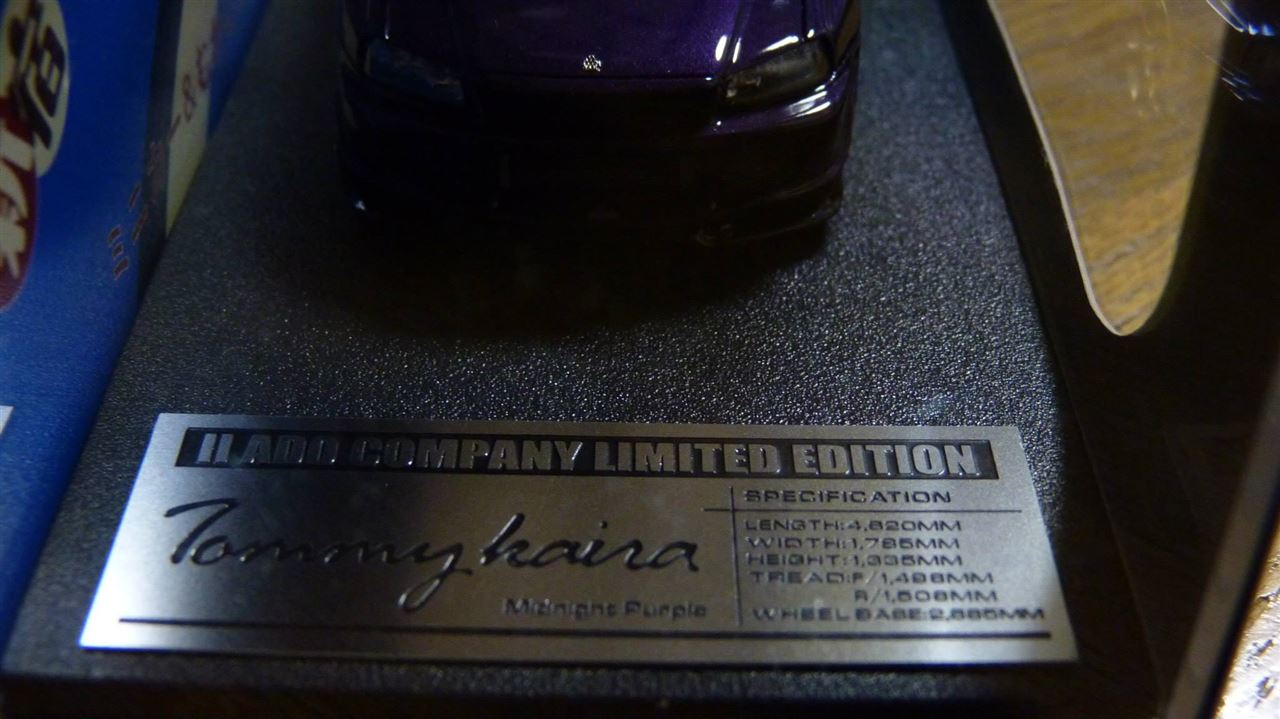 II ADO COMPANY LIMITED EDITION
Tommykaira
Midnight Purple
SPECIFICATION
LENGTH:4,620MM
WIDTH:1,785MM
HEIGHT:1,335MM
TREAD:F/1,496MM
R/1,506MM
WHEEL BASE:2,665MM